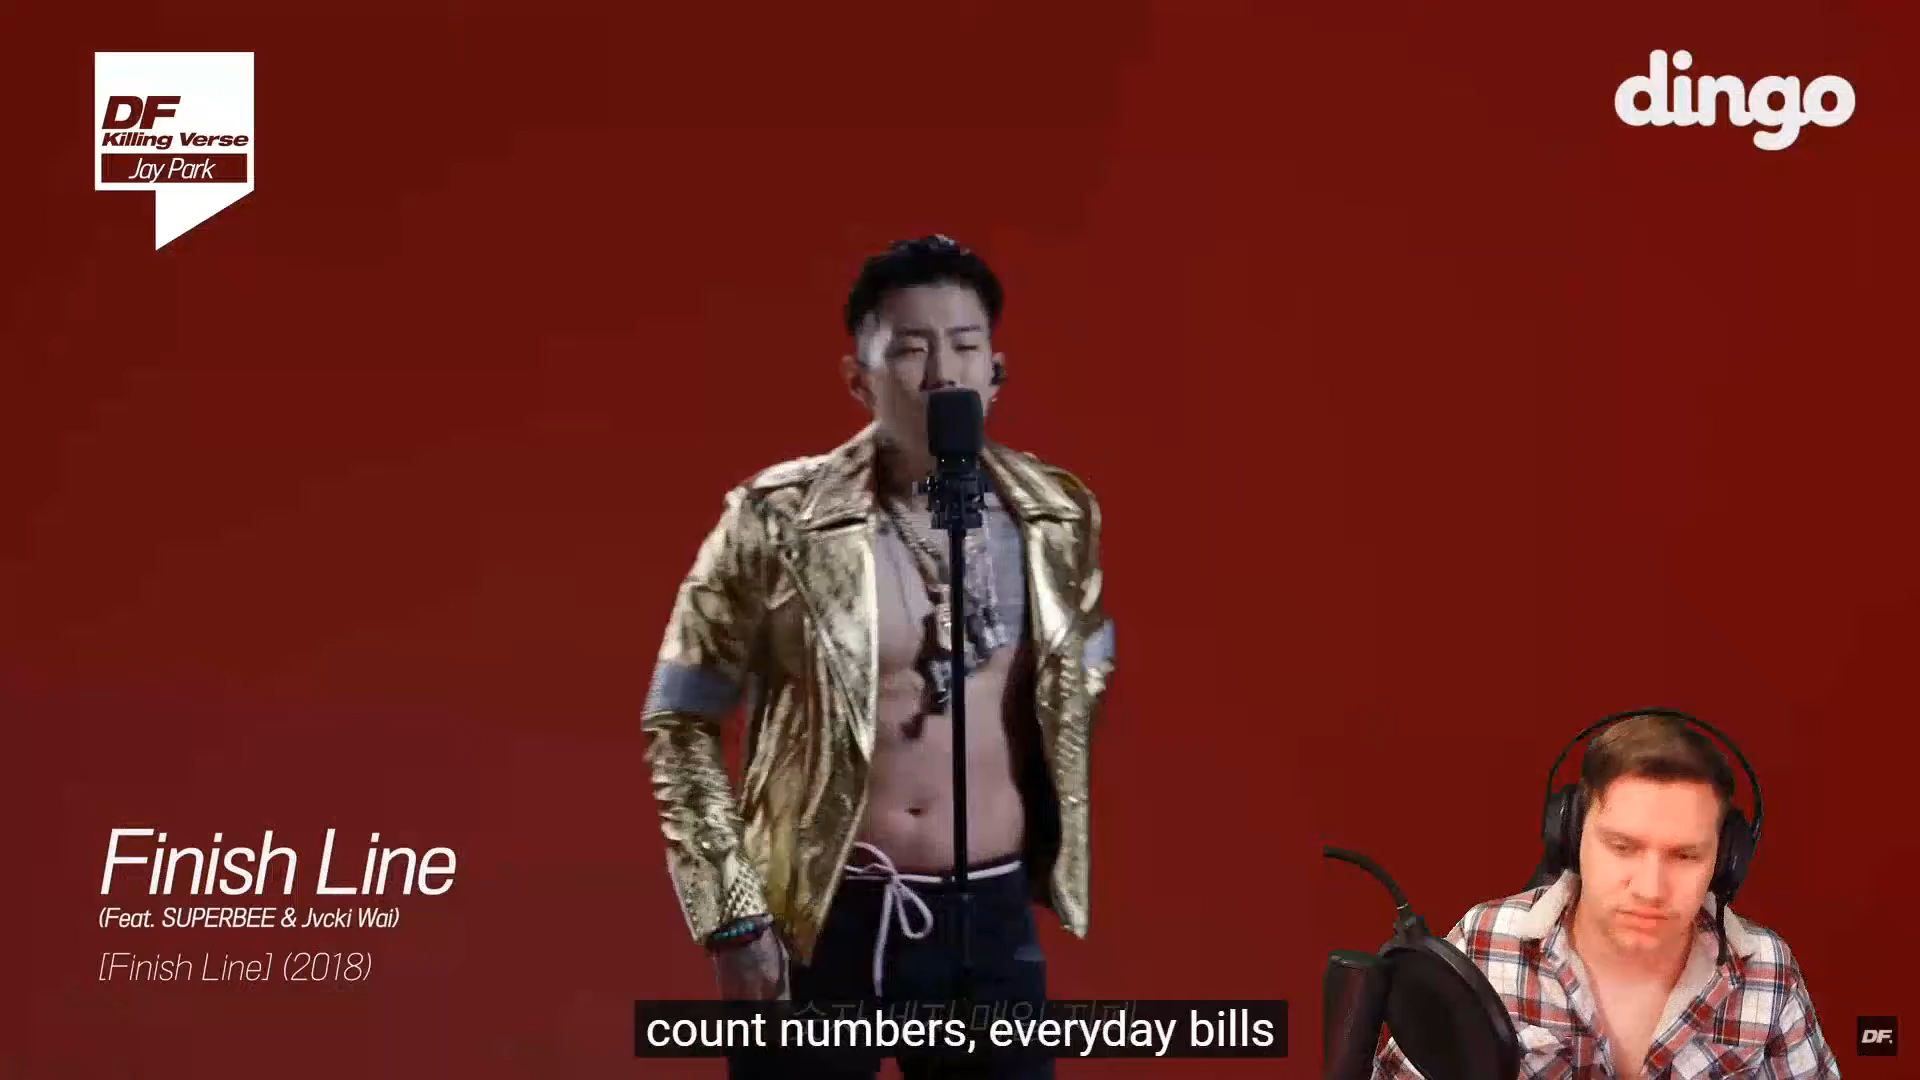 DF
Killing Verse
Jay Park
dingo
Finish Line
(Feat. SUPERBEE & Jvcki Wai)
[Finish Line] (2018)
count numbers, everyday bills
DF.